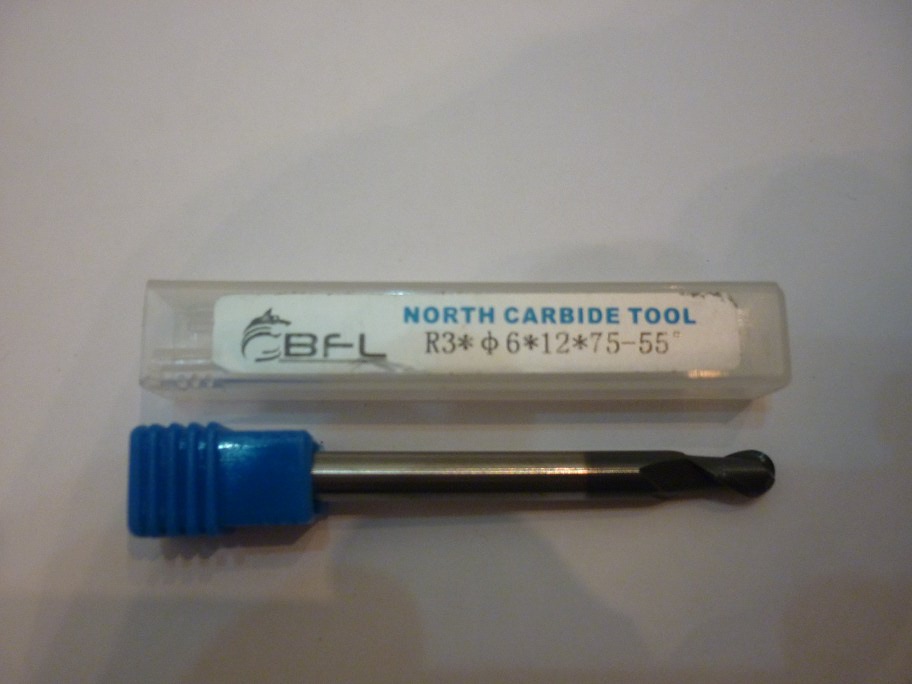 NORTH CARBIDE TOOL
BFL
R3*φ6*12*75-55°